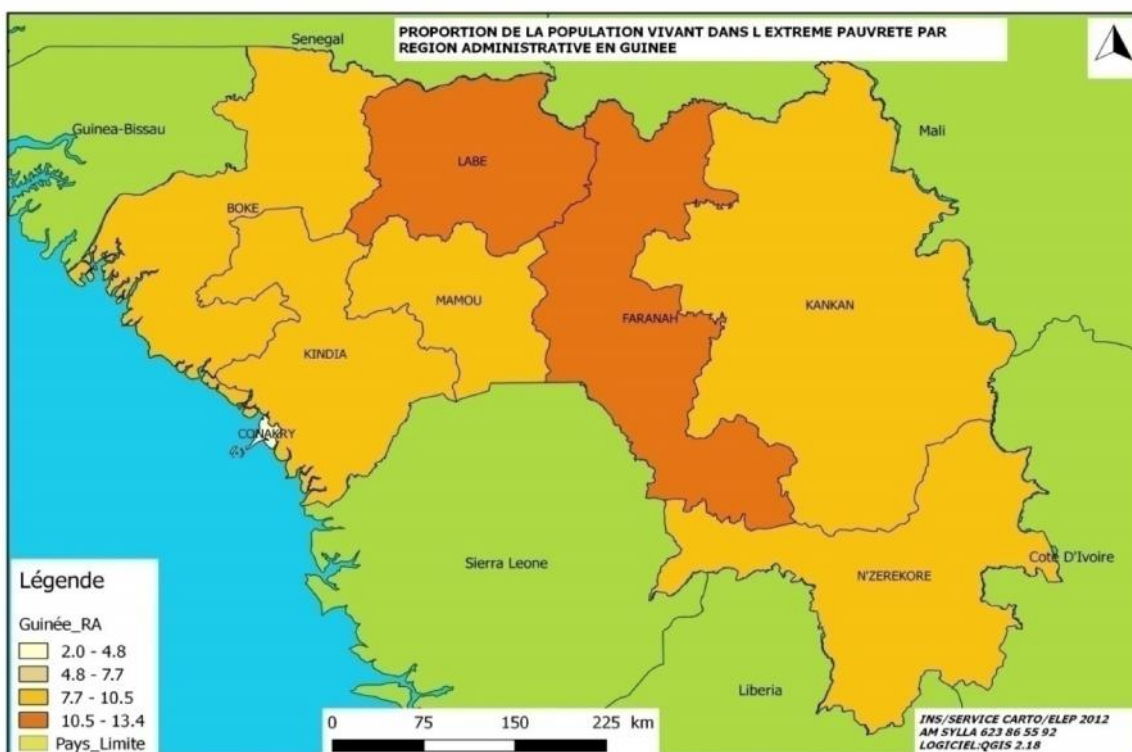 PROPORTION DE LA POPULATION VIVANT DANS L EXTREME PAUVRETE PAR
REGION ADMINISTRATIVE EN GUINEE
Senegal
Guinea-Bissau
Mali
LABE
BOKE
MAMOU
KANKAN
FARANAH
KINDIA
CONAKRY
Sierra Leone
Coté D'Ivoire
N'ZEREKORE
Liberia
Légende
Guinée_RA
2.0 - 4.8
4.8 - 7.7
7.7 - 10.5
10.5 - 13.4
Pays_Limite
0 75 150 225 km
INS/SERVICE CARTO/ELEP 2012
AM SYLLA 623 86 55 92
LOGICIEL:QGIS 2.18